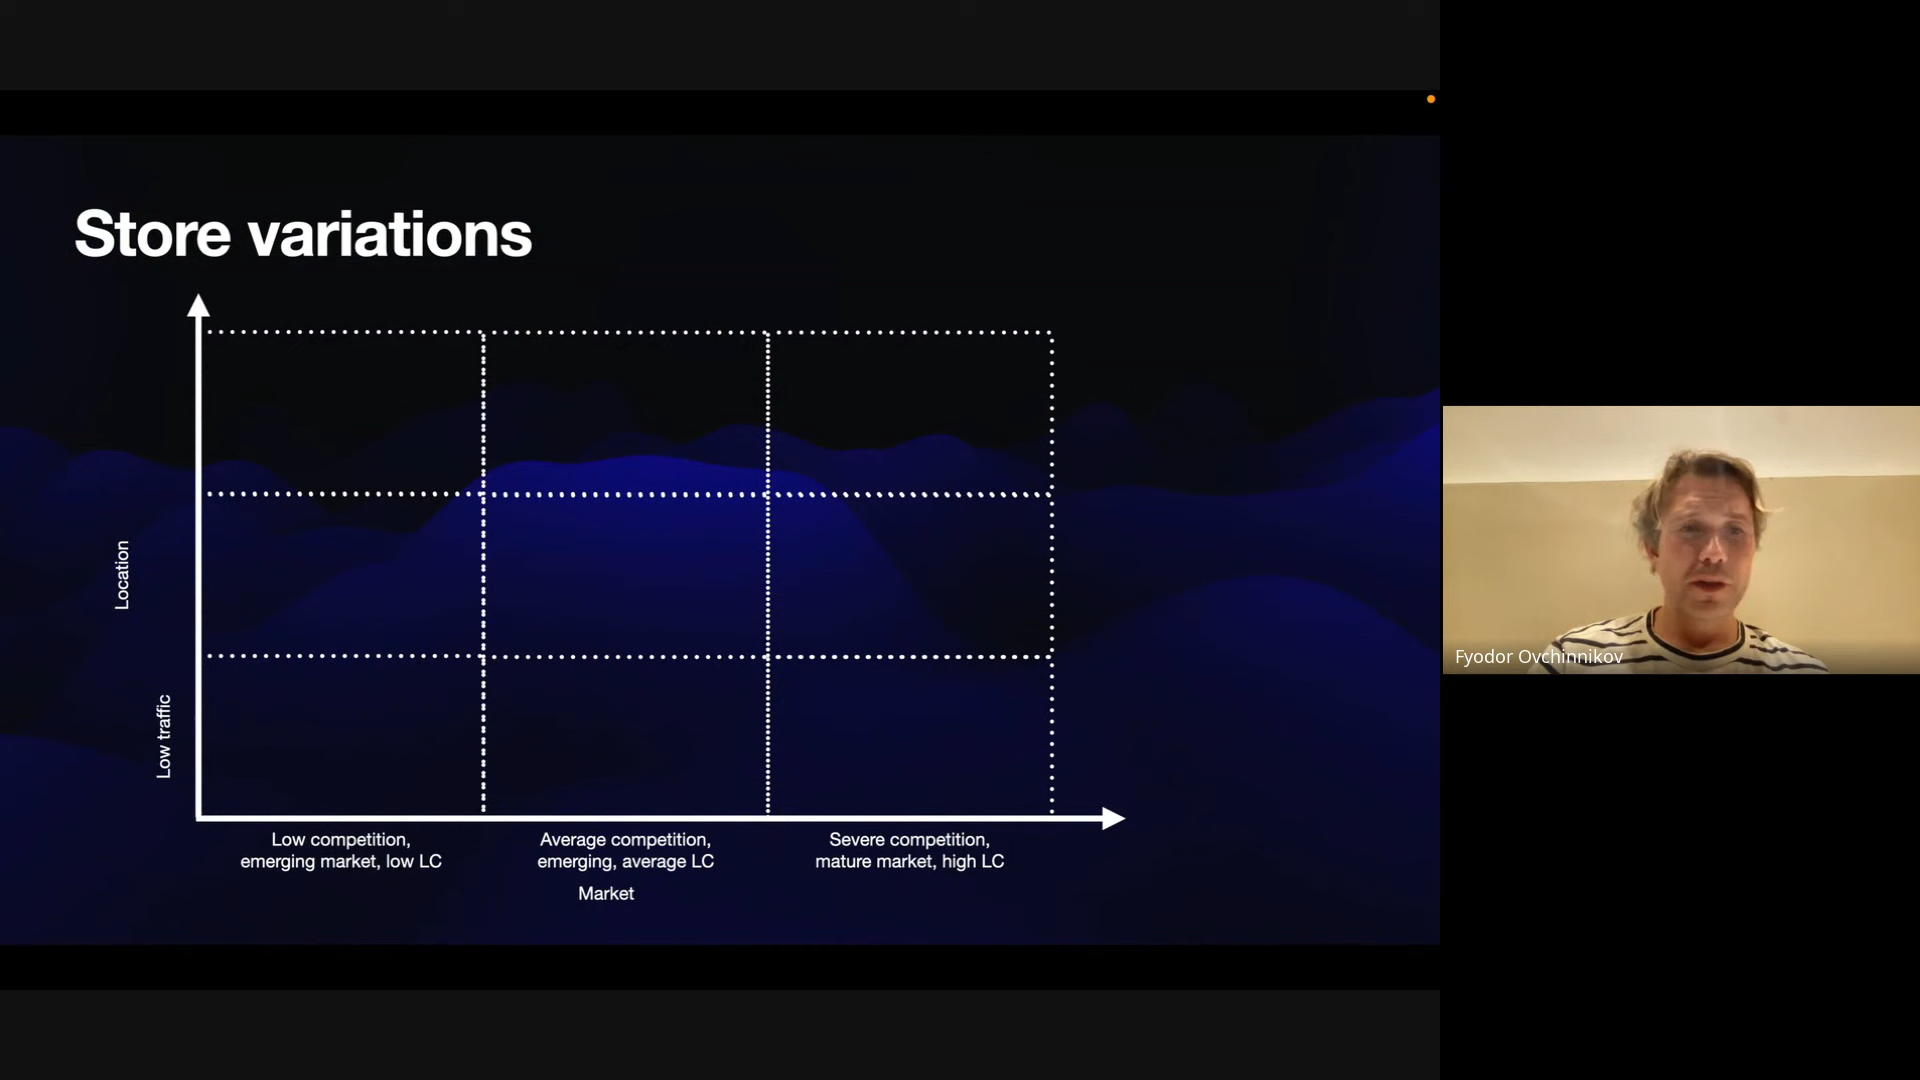 Store variations
Location
Low traffic
Low competition,
emerging market, low LC
Average competition,
emerging, average LC
Severe competition,
mature market, high LC
Market
Fyodor Ovchinnikov